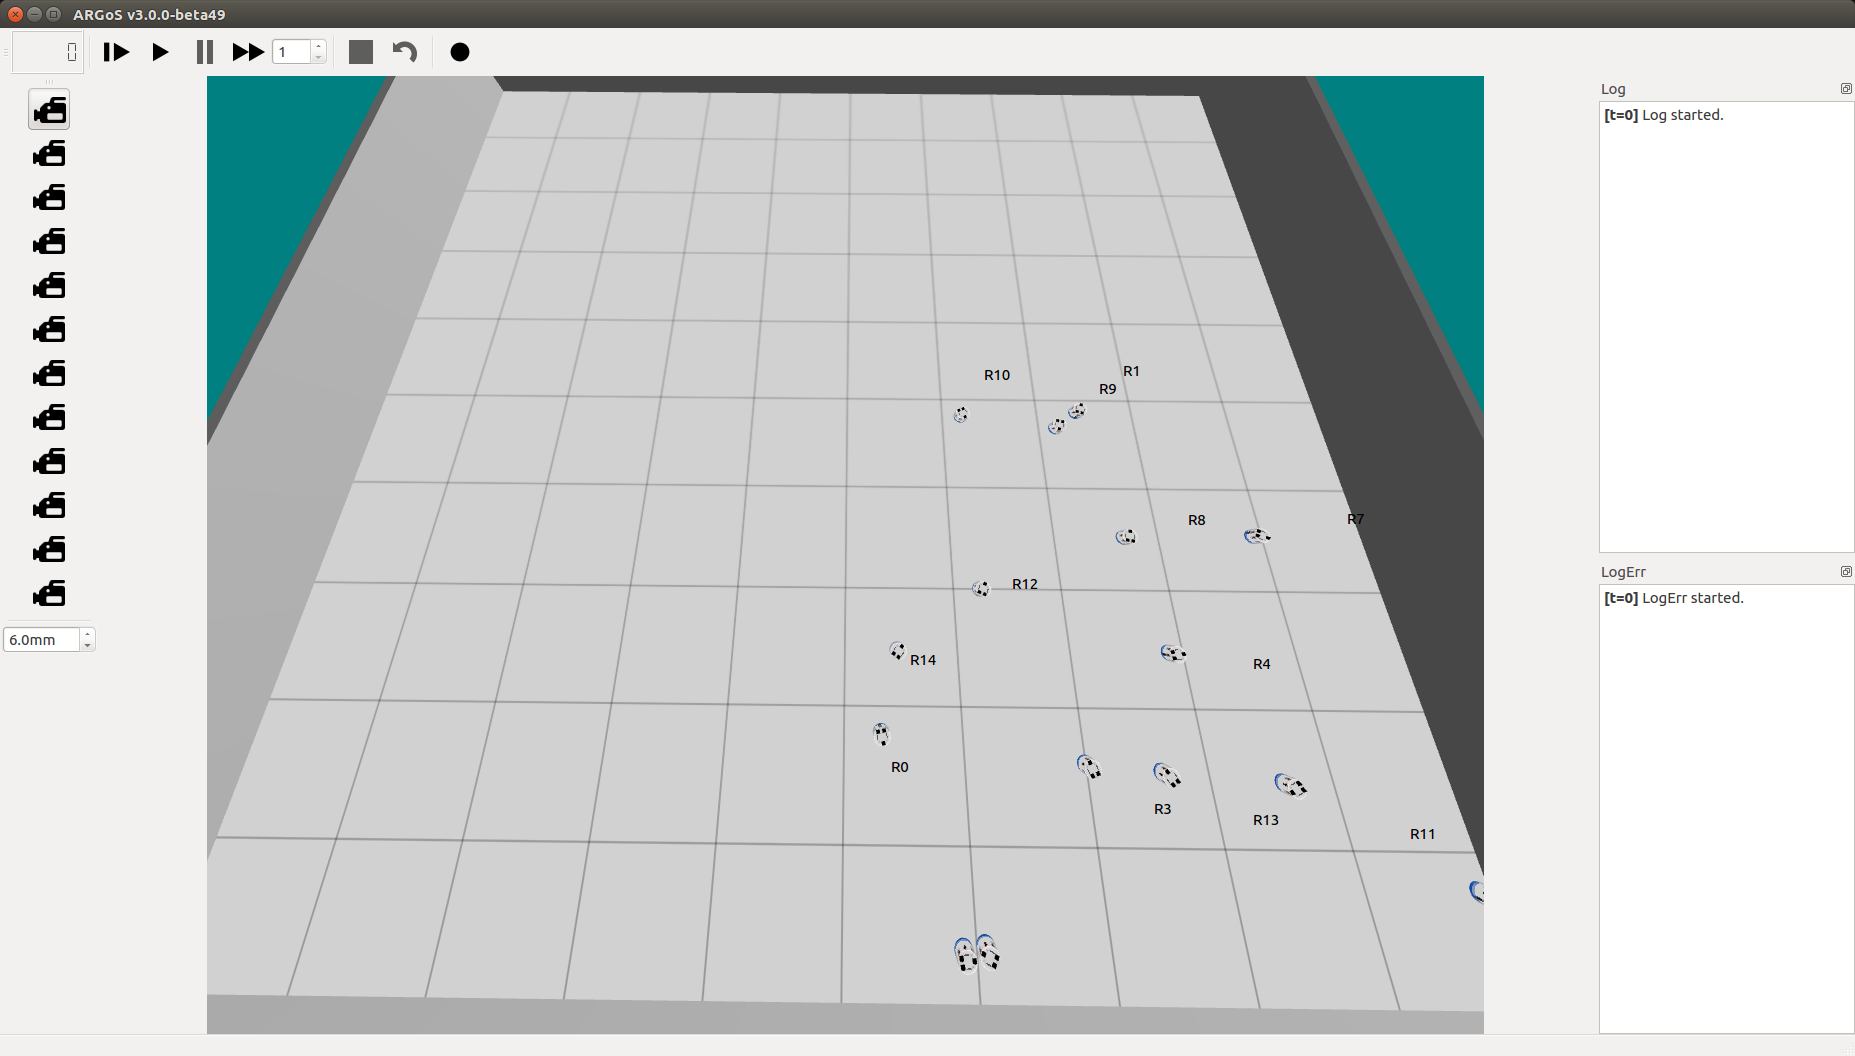 ARGoS v3.0.0-beta49
0
1
Log
[t=0] Log started.
R1
R10
R9
R7
R8
LogErr
R12
[t=0] LogErr started.
6.0mm
R14
R4
R0
R3
R13
R11